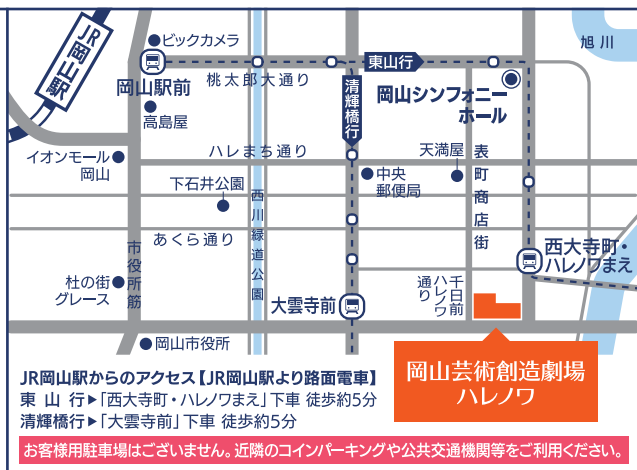 JR岡山駅
ビックカメラ
旭川
岡山駅前
桃太郎大通り
東山行
清輝橋行
岡山シンフォニー
ホール
高島屋
イオンモール
岡山
ハレまち通り
天満屋
表町商店街
中央
郵便局
下石井公園
西川緑道公園
あくら通り
市役所筋
西大寺町・
ハレノワまえ
杜の街
グレース
千日前
ハレノワ
通り
大雲寺前
岡山市役所
岡山芸術創造劇場
ハレノワ
JR岡山駅からのアクセス【JR岡山駅より路面電車】
東 山 行▶「西大寺町・ハレノワまえ」下車 徒歩約5分
清輝橋行▶「大雲寺前」下車 徒歩約5分
お客様用駐車場はございません。近隣のコインパーキングや公共交通機関等をご利用ください。